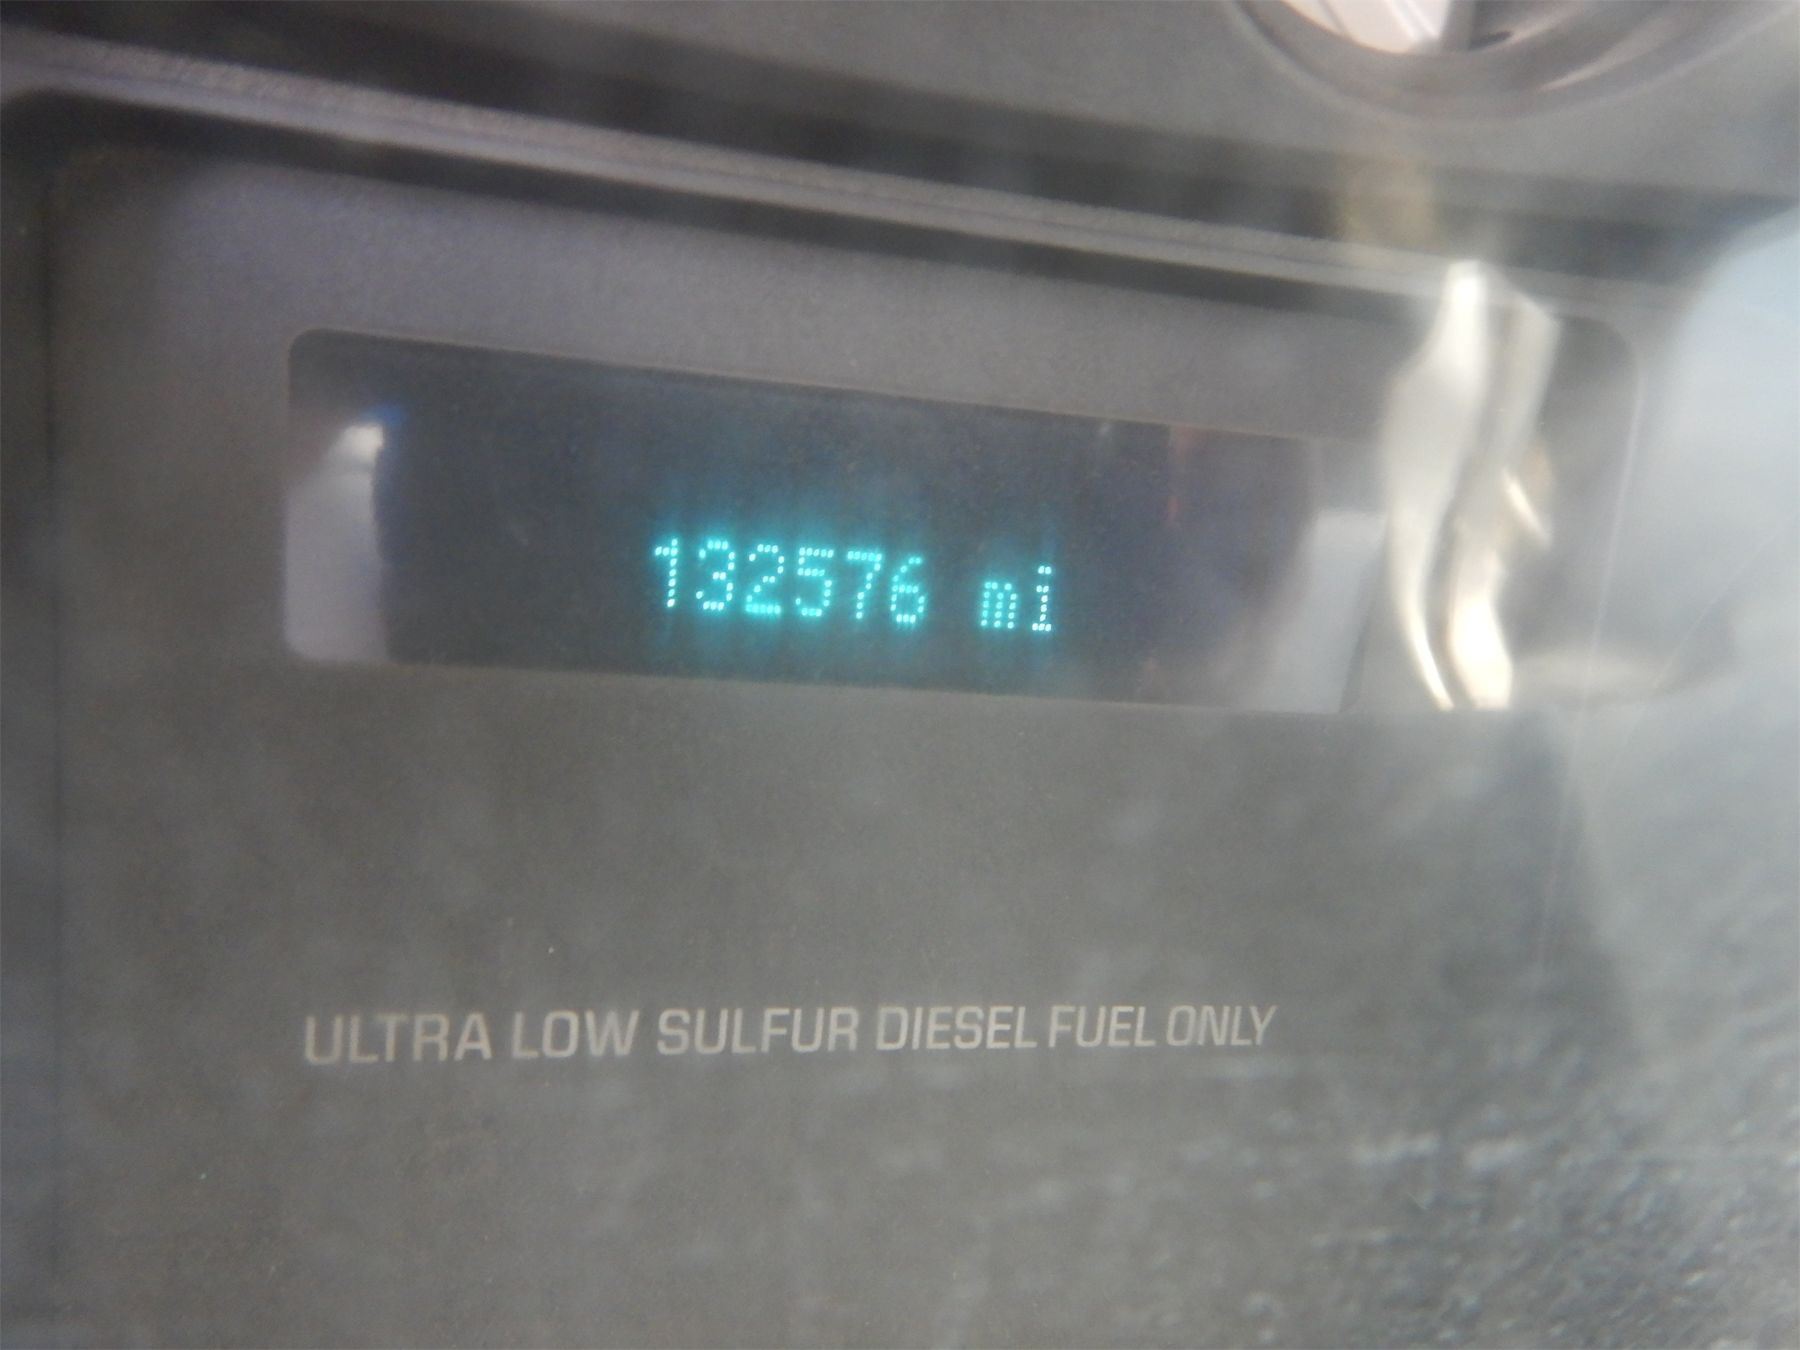 132576 mi
ULTRA LOW SULFUR DIESEL FUEL ONLY